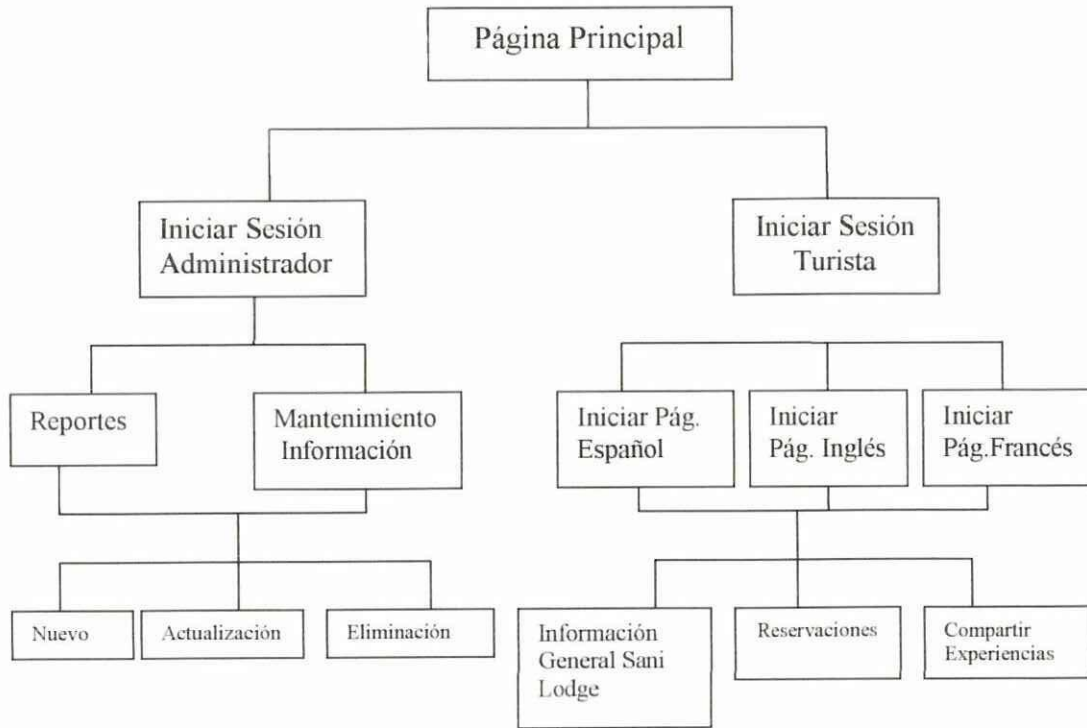 Página Principal
Iniciar Sesión
Administrador
Iniciar Sesión
Turista
Reportes
Mantenimiento
Información
Iniciar Pág.
Español
Iniciar
Pág. Inglés
Iniciar
Pág.Francés
Nuevo
Actualización
Eliminación
Información
General Sani
Lodge
Reservaciones
Compartir
Experiencias